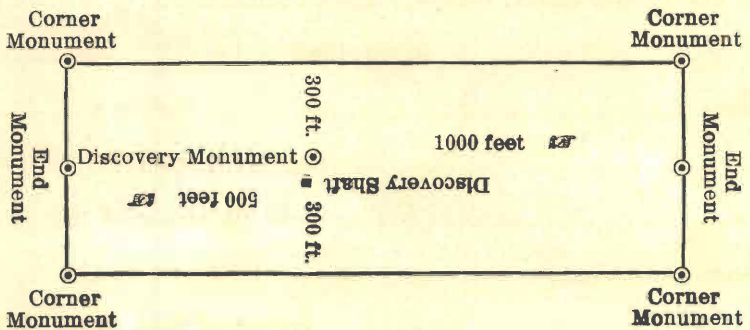 Corner
Monument
Corner
Monument
300 ft.
1000 feet
Discovery Monument
End
Monument
End
Monument
Discovery Shaft
500 feet
300 ft.
Corner
Monument
Corner
Monument